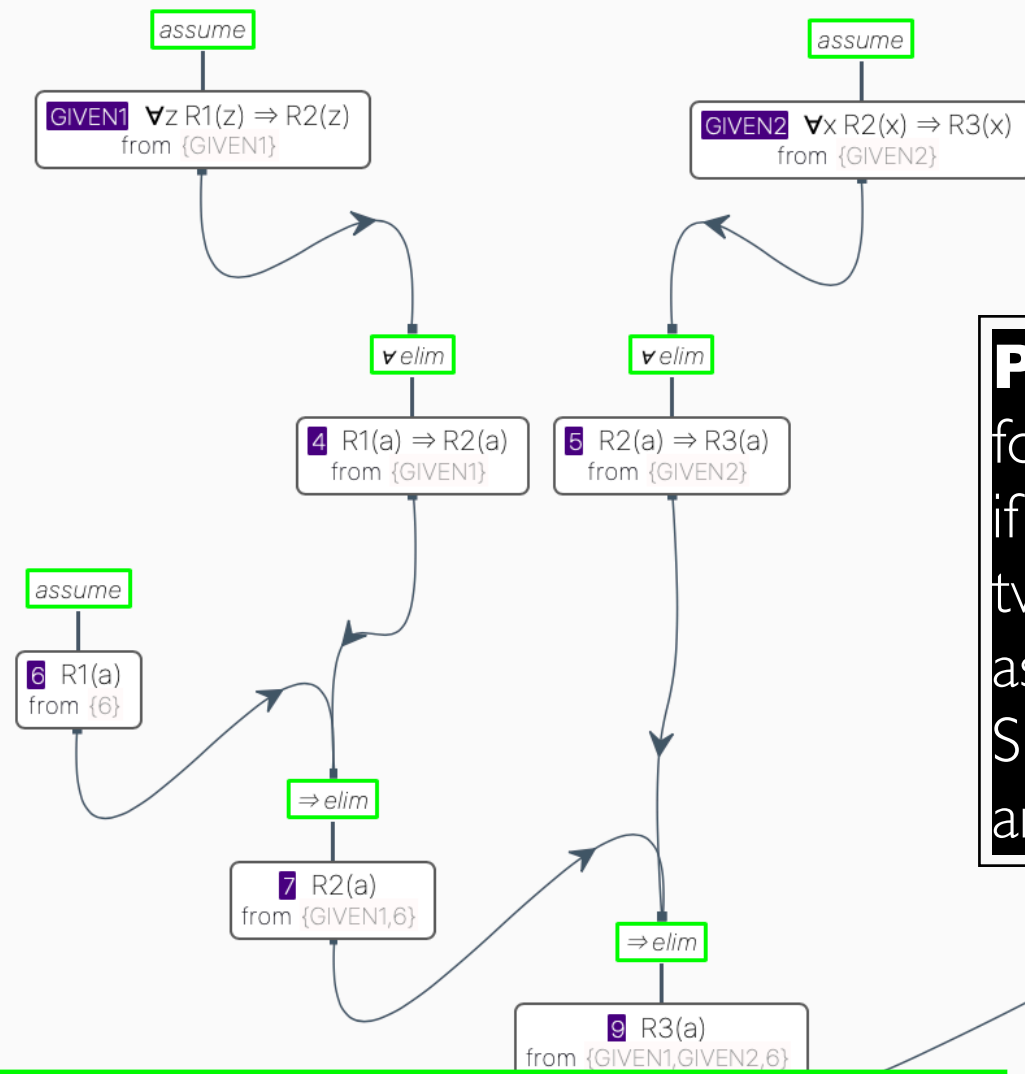 assume
assume
GIVEN1 ∀z R1(z) ⇒ R2(z)
from {GIVEN1}
GIVEN2 ∀x R2(x) ⇒ R3(x)
from {GIVEN2}
∀ elim
∀ elim
4 R1(a) ⇒ R2(a)
from {GIVEN1}
5 R2(a) ⇒ R3(a)
from {GIVEN2}
assume
6 R1(a)
from {6}
⇒ elim
7 R2(a)
from {GIVEN1,6}
⇒ elim
9 R3(a)
from {GIVEN1,GIVEN2,6}
if